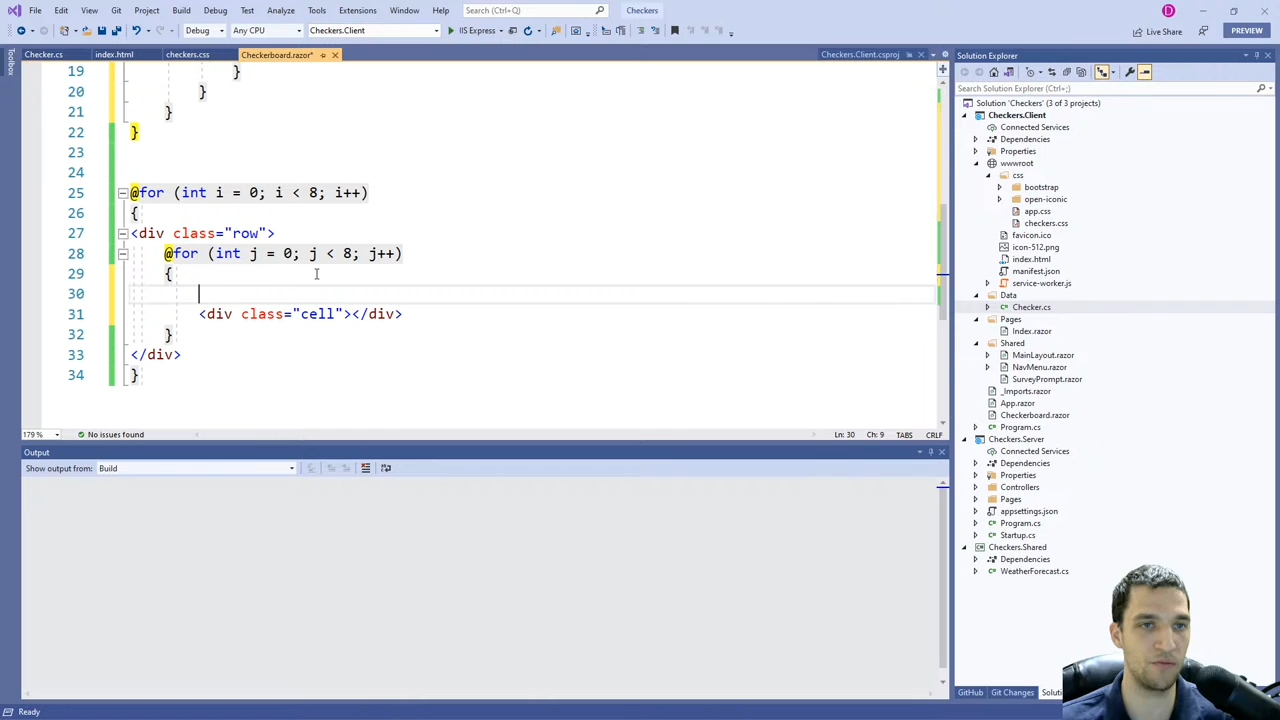 File Edit View Git Project Build Debug Test Analyze Tools Extensions Window Help Search (Ctrl+Q) Checkers D
Debug Any CPU Checkers.Client IIS Express Live Share PREVIEW
Checker.cs index.html checkers.css Checkerboard.razor* Checkers.Client.csproj
Toolbox
19 }
20 }
21 }
22 }
23
24
25 @for (int i = 0; i < 8; i++)
26 {
27 <div class="row">
28 @for (int j = 0; j < 8; j++)
29 {
30
31 <div class="cell"></div>
32 }
33 </div>
34 }
179 % No issues found Ln: 30 Ch: 9 TABS CRLF
Output
Show output from: Build
Ready
Solution Explorer
Search Solution Explorer (Ctrl+;)
Solution 'Checkers' (3 of 3 projects)
Checkers.Client
Connected Services
Dependencies
Properties
wwwroot
css
bootstrap
open-iconic
app.css
checkers.css
favicon.ico
icon-512.png
index.html
manifest.json
service-worker.js
Data
Checker.cs
Pages
Index.razor
Shared
MainLayout.razor
NavMenu.razor
SurveyPrompt.razor
_Imports.razor
App.razor
Checkerboard.razor
Program.cs
Checkers.Server
Connected Services
Dependencies
Properties
Controllers
Pages
appsettings.json
Program.cs
Startup.cs
Checkers.Shared
Dependencies
WeatherForecast.cs
GitHub Git Changes Solu